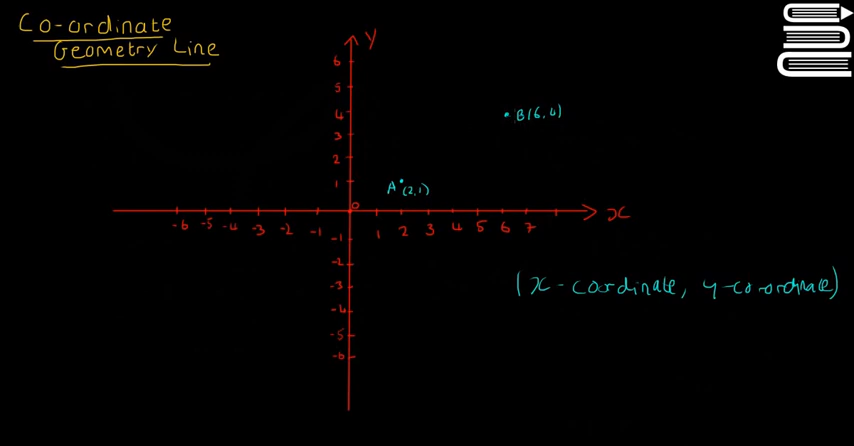 Co-ordinate
Geometry Line
y
6
5
4
3
2
1
B(6,4)
A (2,1)
0
x
-6 -5 -4 -3 -2 -1 1 2 3 4 5 6 7
-1
-2
-3
-4
-5
-6
(x-coordinate, y-co-ordinate)